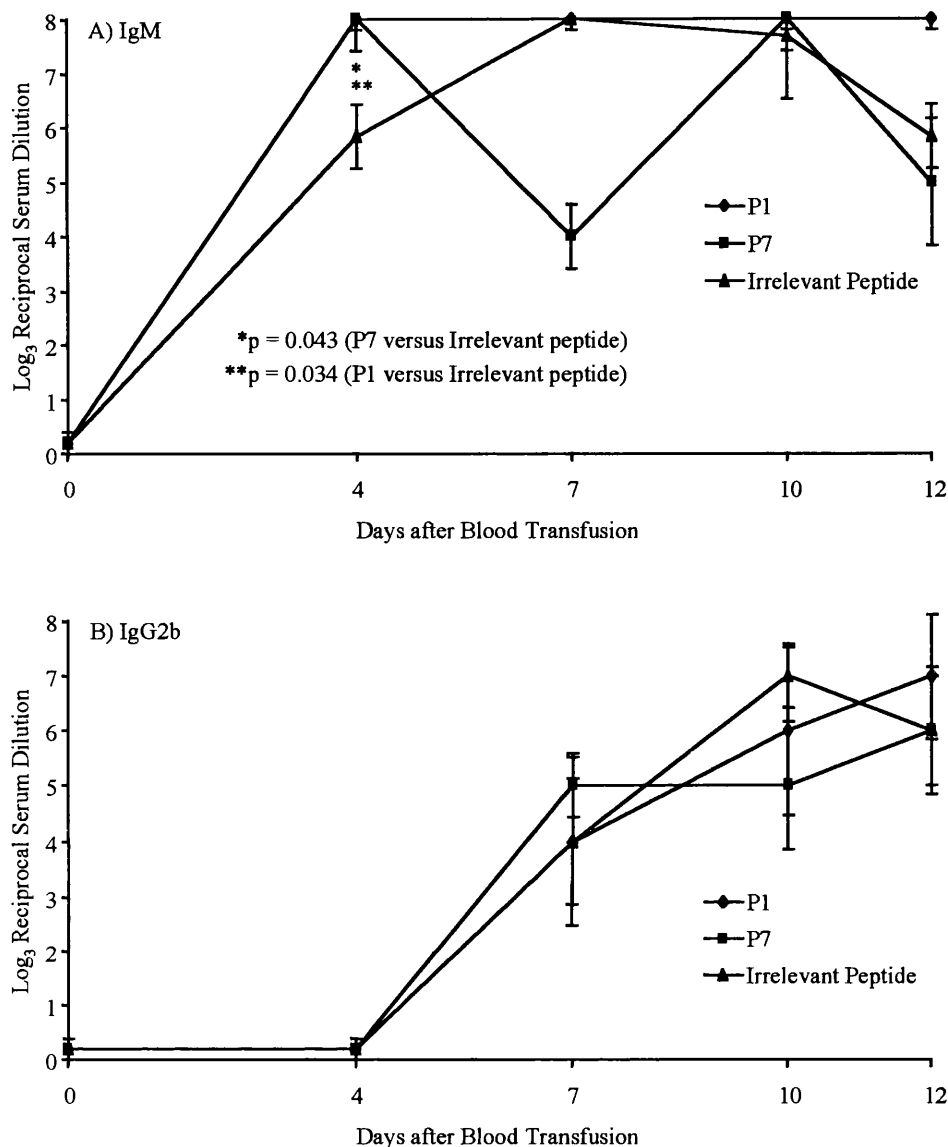 A) IgM
8
7
6
5
4
3
2
1
0
Log3 Reciprocal Serum Dilution
*
**
P1
P7
Irrelevant Peptide
*p = 0.043 (P7 versus Irrelevant peptide)
**p = 0.034 (P1 versus Irrelevant peptide)
0 4 7 10 12
Days after Blood Transfusion
B) IgG2b
8
7
6
5
4
3
2
1
0
Log3 Reciprocal Serum Dilution
P1
P7
Irrelevant Peptide
0 4 7 10 12
Days after Blood Transfusion